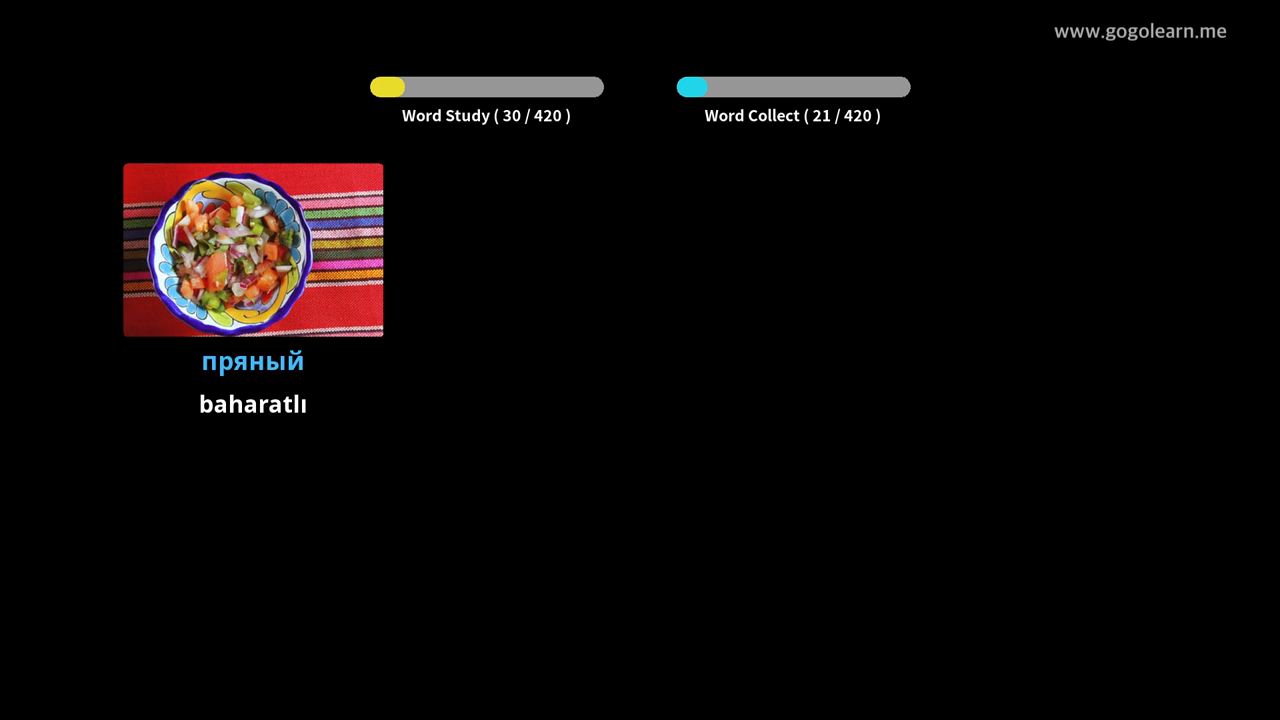 www.gogolearn.me
Word Study ( 30 / 420 )
Word Collect ( 21 / 420 )
пряный
baharatlı